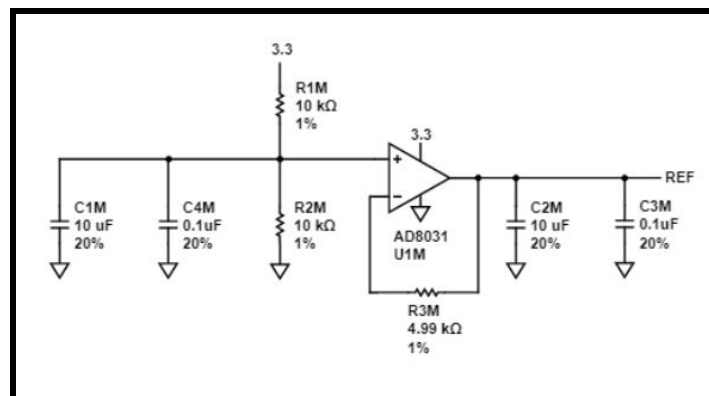 3.3
R1M
10 kΩ
1%
C1M
10 uF
20%
C4M
0.1uF
20%
R2M
10 kΩ
1%
+
3.3
−
AD8031
U1M
R3M
4.99 kΩ
1%
C2M
10 uF
20%
C3M
0.1uF
20%
REF